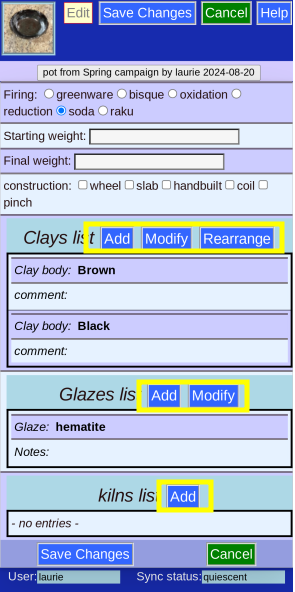 Edit Save Changes Cancel Help
pot from Spring campaign by laurie 2024-08-20
Firing: greenware bisque oxidation
reduction soda raku
Starting weight:
Final weight:
construction: wheel slab handbuilt coil
pinch
Clays list Add Modify Rearrange
Clay body: Brown
comment:
Clay body: Black
comment:
Glazes list Add Modify
Glaze: hematite
Notes:
kilns list Add
- no entries -
Save Changes Cancel
User: laurie Sync status: quiescent